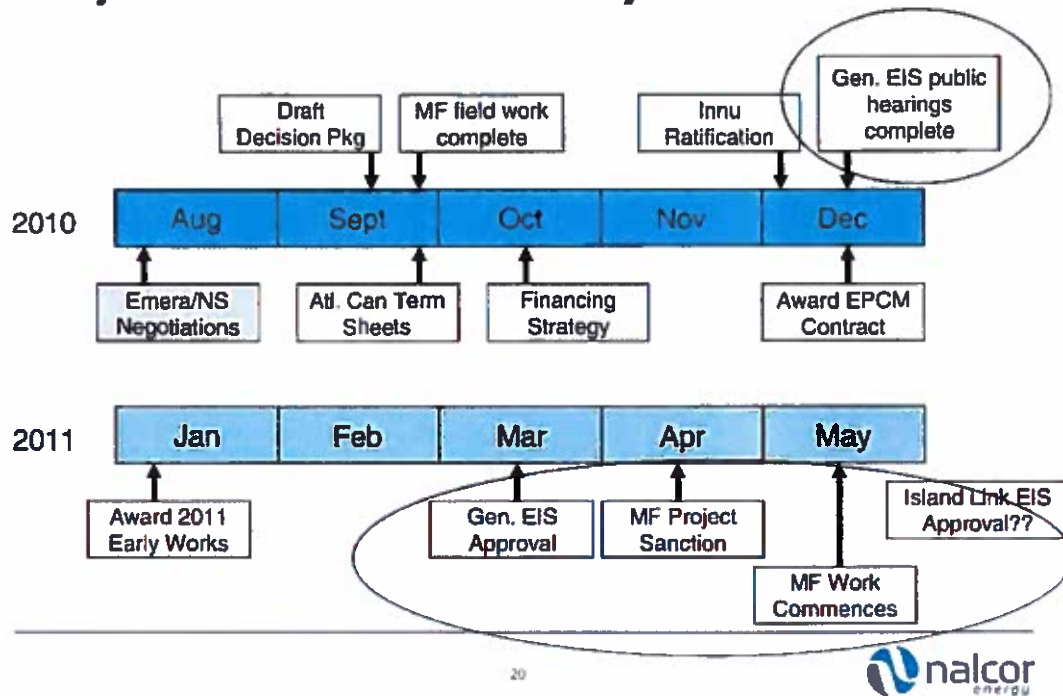 Draft
Decision Pkg
MF field work
complete
Innu
Ratification
Gen. EIS public
hearings
complete
2010
Aug
Sept
Oct
Nov
Dec
Emera/NS
Negotiations
Atl. Can Term
Sheets
Financing
Strategy
Award EPCM
Contract
2011
Jan
Feb
Mar
Apr
May
Award 2011
Early Works
Gen. EIS
Approval
MF Project
Sanction
Island Link EIS
Approval??
MF Work
Commences
20
nalcor
energy